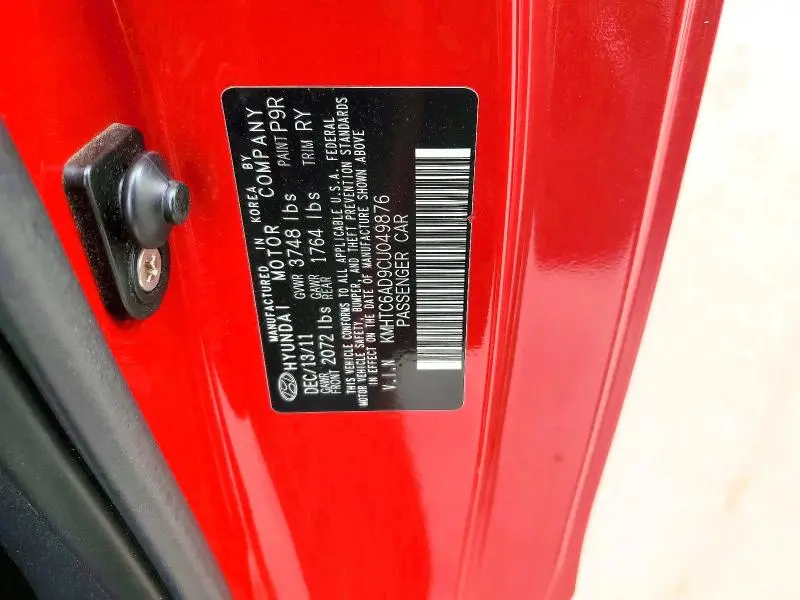 MANUFACTURED IN KOREA BY
HYUNDAI MOTOR COMPANY
DEC/13/11 GVWR 3748 lbs PAINT P9R
GAWR FRONT 2072 lbs GAWR REAR 1764 lbs TRIM RY
THIS VEHICLE CONFORMS TO ALL APPLICABLE U.S.A. FEDERAL
MOTOR VEHICLE SAFETY, BUMPER, AND THEFT PREVENTION STANDARDS
IN EFFECT ON THE DATE OF MANUFACTURE SHOWN ABOVE
V.I.N KMHTC6AD9CU049876
PASSENGER CAR